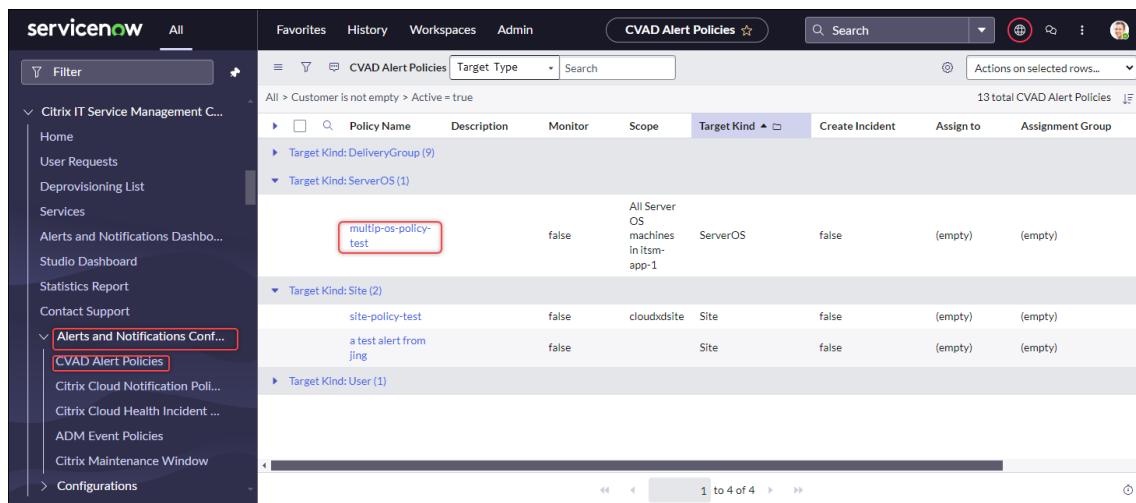 servicenow All Favorites History Workspaces Admin CVAD Alert Policies Search
Filter
Citrix IT Service Management C...
Home
User Requests
Deprovisioning List
Services
Alerts and Notifications Dashbo...
Studio Dashboard
Statistics Report
Contact Support
Alerts and Notifications Conf...
CVAD Alert Policies
Citrix Cloud Notification Poli...
Citrix Cloud Health Incident ...
ADM Event Policies
Citrix Maintenance Window
Configurations
CVAD Alert Policies Target Type Search Actions on selected rows...
All > Customer is not empty > Active = true 13 total CVAD Alert Policies
Policy Name Description Monitor Scope Target Kind Create Incident Assign to Assignment Group
Target Kind: DeliveryGroup (9)
Target Kind: ServerOS (1)
multip-os-policy-
test
false
All Server
OS
machines
in itsm-
app-1
ServerOS false (empty) (empty)
Target Kind: Site (2)
site-policy-test false cloudxdsite Site false (empty) (empty)
a test alert from
jing
false Site false (empty) (empty)
Target Kind: User (1)
1 to 4 of 4